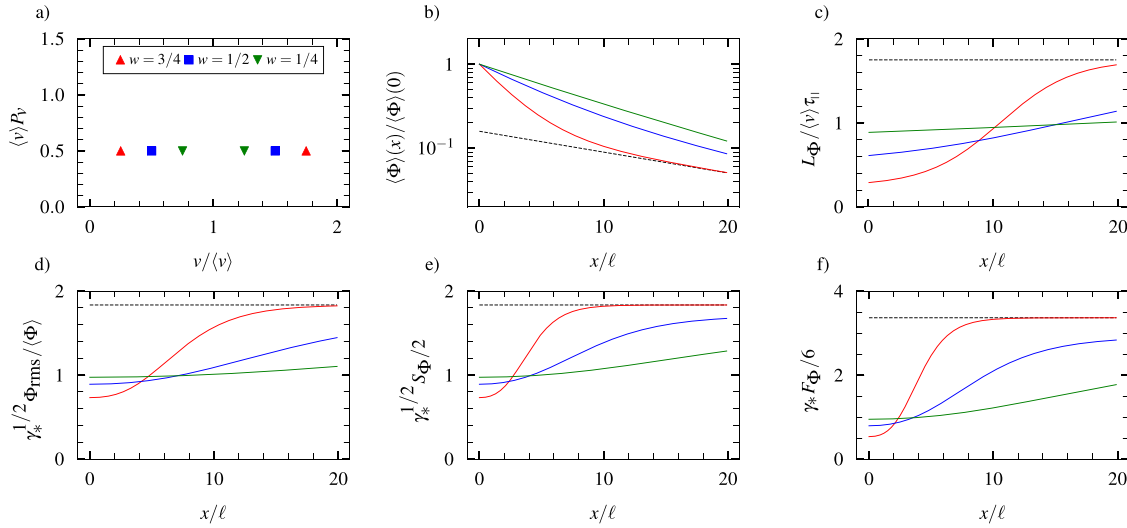 a)
1.5
1.0
0.5
0.0
⟨v⟩P_v
w = 3/4 w = 1/2 w = 1/4
0 1 2
v/⟨v⟩
b)
10^0
10^{-1}
⟨Φ⟩(x)/⟨Φ⟩(0)
0 10 20
x/ℓ
c)
2
1
0
L_Φ/⟨v⟩τ_∥
0 10 20
x/ℓ
d)
2
1
0
γ_*^{1/2} Φ_rms/⟨Φ⟩
0 10 20
x/ℓ
e)
2
1
0
γ_*^{1/2} S_Φ/2
0 10 20
x/ℓ
f)
4
2
0
γ_* F_Φ/6
0 10 20
x/ℓ